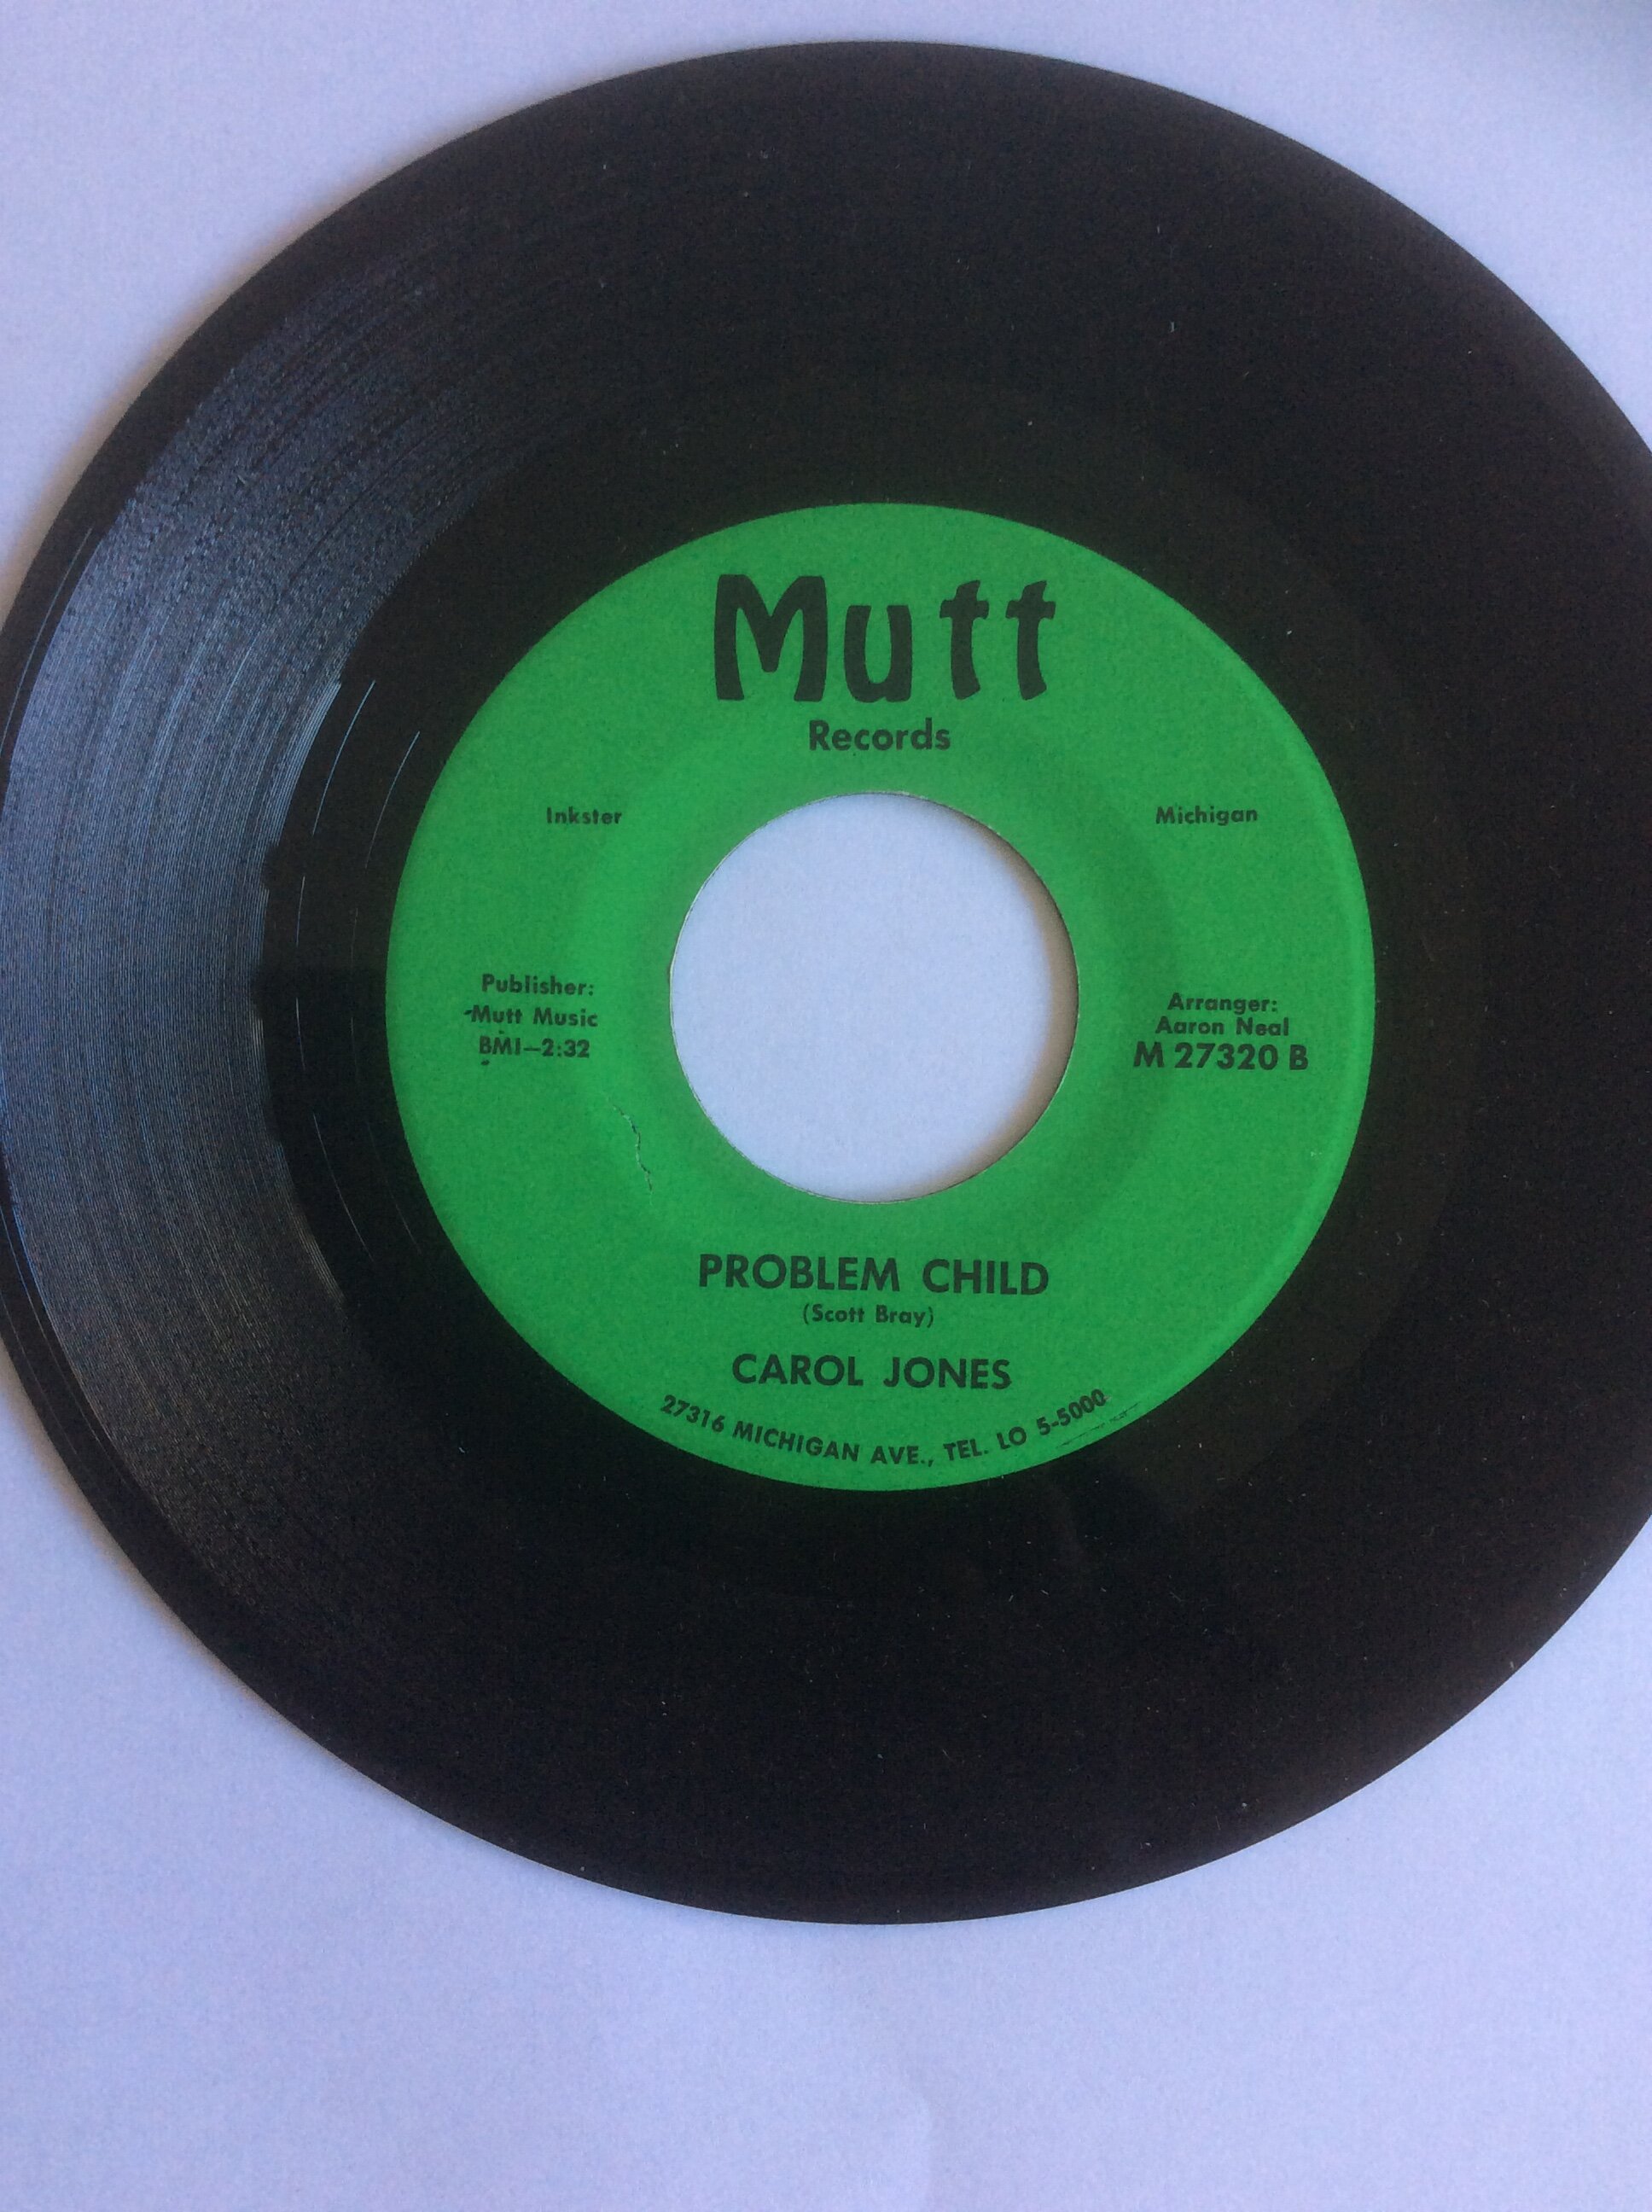 Mutt
Records
Inkster
Michigan
Publisher:
Mutt Music
BMI—2:32
Arranger:
Aaron Neal
M 27320 B
PROBLEM CHILD
(Scott Bray)
CAROL JONES
27316 MICHIGAN AVE., TEL. LO 5-5000